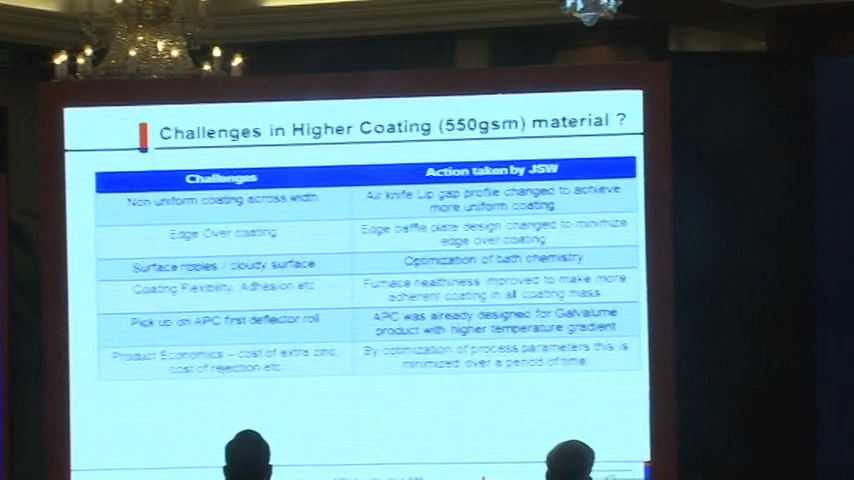 Challenges in Higher Coating (550gsm) material ?
Challenges
Action taken by JSW
Non uniform coating across width
Air knife Lip gap profile changed to achieve
more uniform coating
Edge Over coating
Edge baffle plate design changed to minimize
edge over coating
Surface ripples / cloudy surface
Optimization of bath chemistry
Coating Flexibility, Adhesion etc
Furnace healthiness improved to make more
adherent coating in all coating mass
Pick up on APC first deflector roll
APC was already designed for Galvalume
product with higher temperature gradient
Product Economics – cost of extra zinc,
cost of rejection etc.
By optimization of process parameters this is
minimized over a period of time